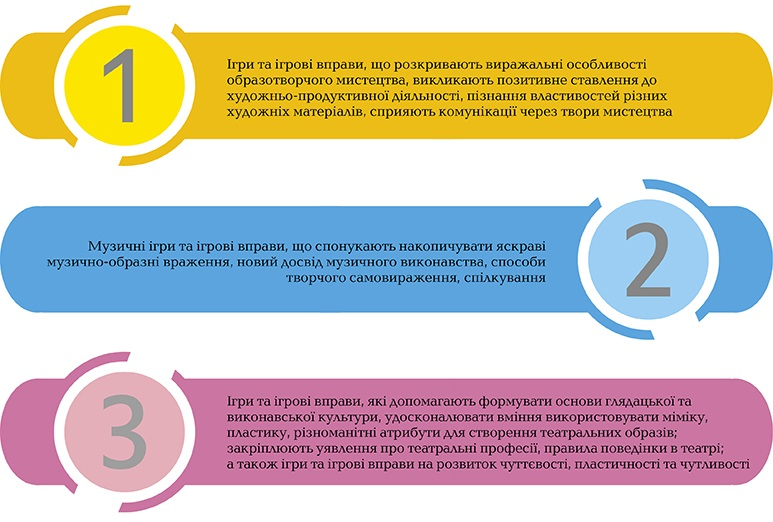 1
Ігри та ігрові вправи, що розкривають виражальні особливості
образотворчого мистецтва, викликають позитивне ставлення до
художньо-продуктивної діяльності, пізнання властивостей різних
художніх матеріалів, сприяють комунікації через твори мистецтва
Музичні ігри та ігрові вправи, що спонукають накопичувати яскраві
музично-образні враження, новий досвід музичного виконавства, способи
творчого самовираження, спілкування
2
3
Ігри та ігрові вправи, які допомагають формувати основи глядацької та
виконавської культури, удосконалювати вміння використовувати міміку,
пластику, різноманітні атрибути для створення театральних образів;
закріплюють уявлення про театральні професії, правила поведінки в театрі;
а також ігри та ігрові вправи на розвиток чуттєвості, пластичності та чутливості